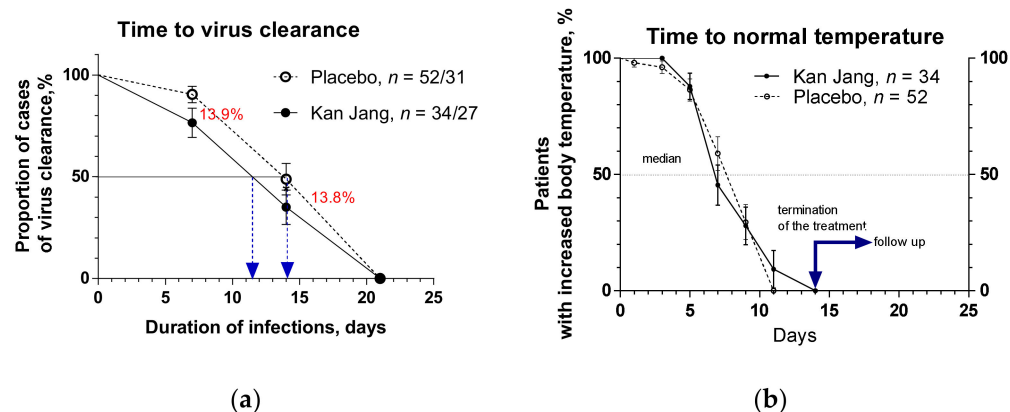 (a)
Time to virus clearance
Placebo, n = 52/31
Kan Jang, n = 34/27
Proportion of cases
of virus clearance,%
100
50
0
13.9%
13.8%
0 5 10 15 20 25
Duration of infections, days
(a)
Time to normal temperature
Kan Jang, n = 34
Placebo, n = 52
Patients
with increased body temperature, %
100
50
0
100
50
0
median
termination
of the treatment
follow up
0 5 10 15 20 25
Days
(b)